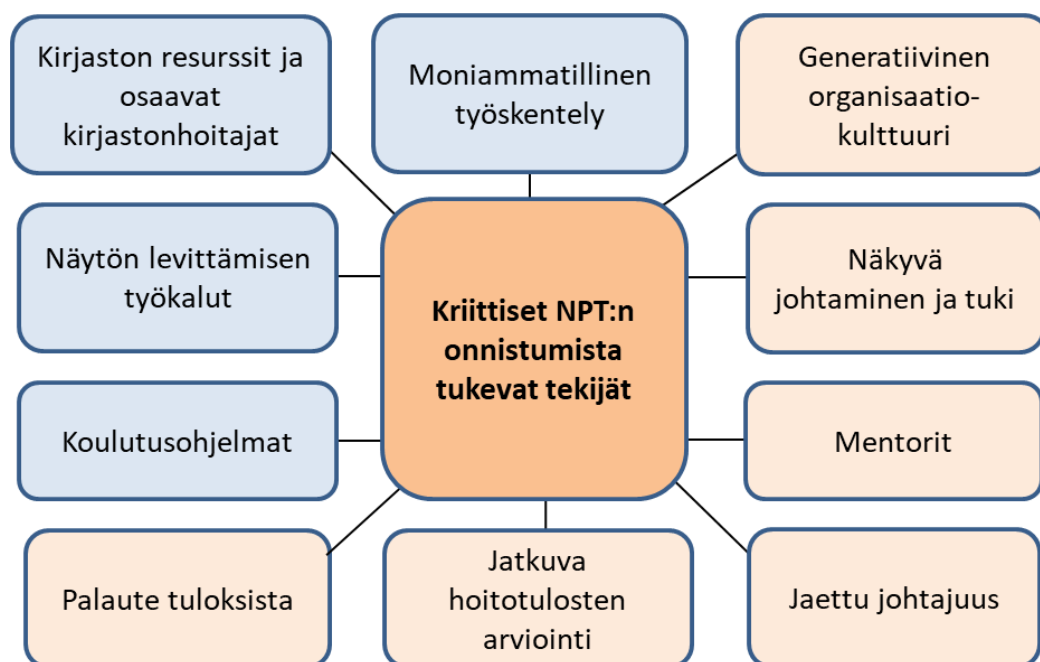 Kirjaston resurssit ja
osaavat
kirjastonhoitajat
Moniammatillinen
työskentely
Generatiivinen
organisaatio-
kulttuuri
Näytön levittämisen
työkalut
Kriittiset NPT:n
onnistumista
tukevat tekijät
Näkyvä
johtaminen ja tuki
Koulutusohjelmat
Mentorit
Palaute tuloksista
Jatkuva
hoitotulosten
arviointi
Jaettu johtajuus